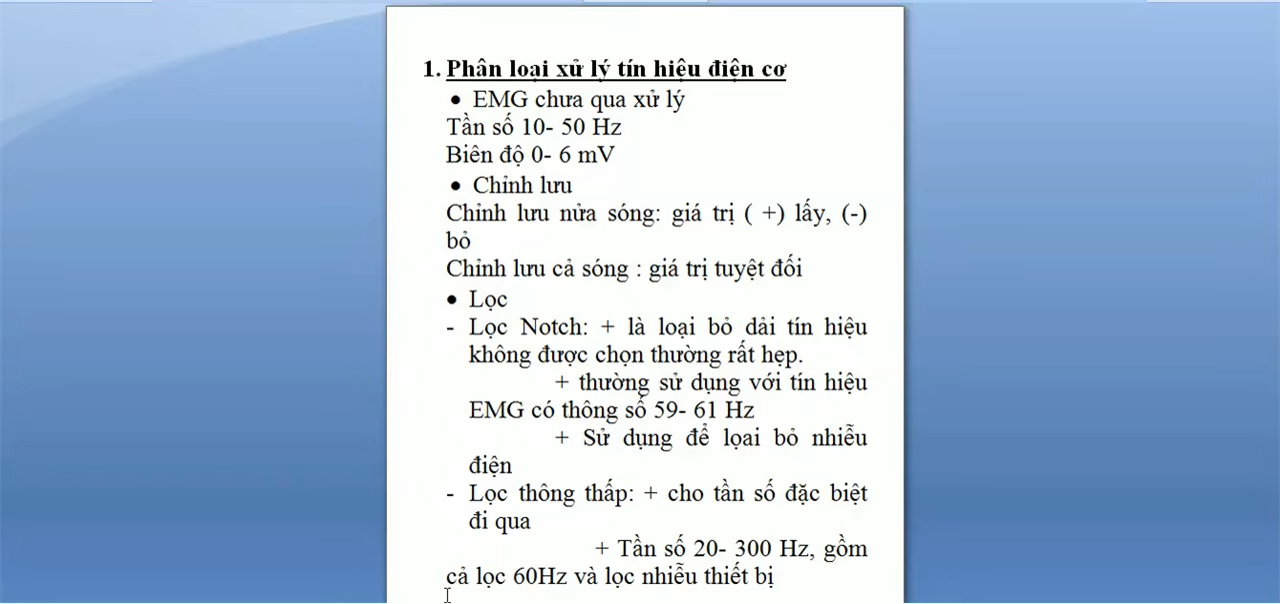 1. Phân loại xử lý tín hiệu điện cơ
• EMG chưa qua xử lý
Tần số 10- 50 Hz
Biên độ 0- 6 mV
• Chỉnh lưu
Chỉnh lưu nửa sóng: giá trị ( +) lấy, (-)
bỏ
Chỉnh lưu cả sóng : giá trị tuyệt đối
• Lọc
- Lọc Notch: + là loại bỏ dải tín hiệu
không được chọn thường rất hẹp.
+ thường sử dụng với tín hiệu
EMG có thông số 59- 61 Hz
+ Sử dụng để lọai bỏ nhiễu
điện
- Lọc thông thấp: + cho tần số đặc biệt
đi qua
+ Tần số 20- 300 Hz, gồm
cả lọc 60Hz và lọc nhiễu thiết bị